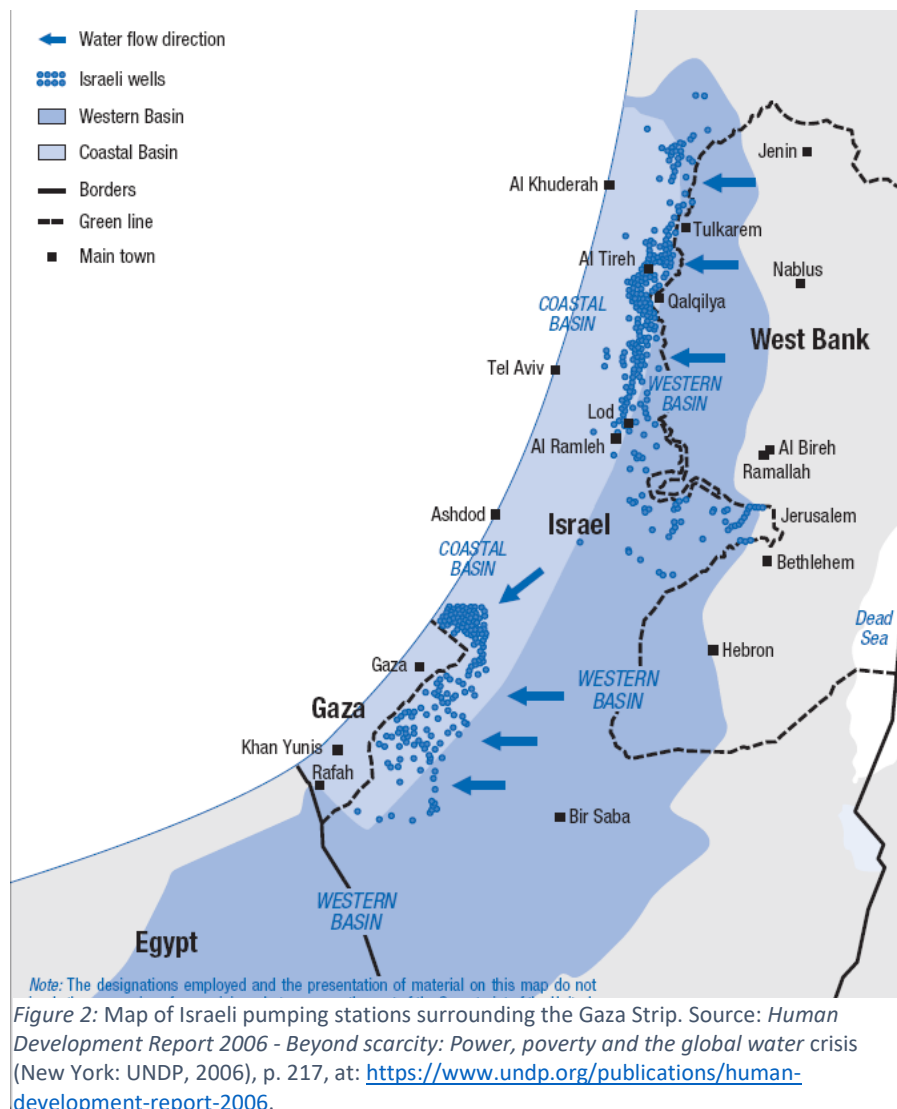 Water flow direction
Israeli wells
Western Basin
Coastal Basin
Borders
Green line
Main town
Jenin
Al Khuderah
Tulkarem
Al Tireh
Nablus
COASTAL
BASIN
Qalqilya
West Bank
Tel Aviv
WESTERN
BASIN
Lod
Al Ramleh
Al Bireh
Ramallah
Ashdod
Israel
Jerusalem
COASTAL
BASIN
Bethlehem
Dead
Sea
Hebron
Gaza
WESTERN
BASIN
Gaza
Khan Yunis
Rafah
Bir Saba
WESTERN
BASIN
Egypt
Note: The designations employed and the presentation of material on this map do not
Figure 2: Map of Israeli pumping stations surrounding the Gaza Strip. Source: Human
Development Report 2006 - Beyond scarcity: Power, poverty and the global water crisis
(New York: UNDP, 2006), p. 217, at: https://www.undp.org/publications/human-
development-report-2006.